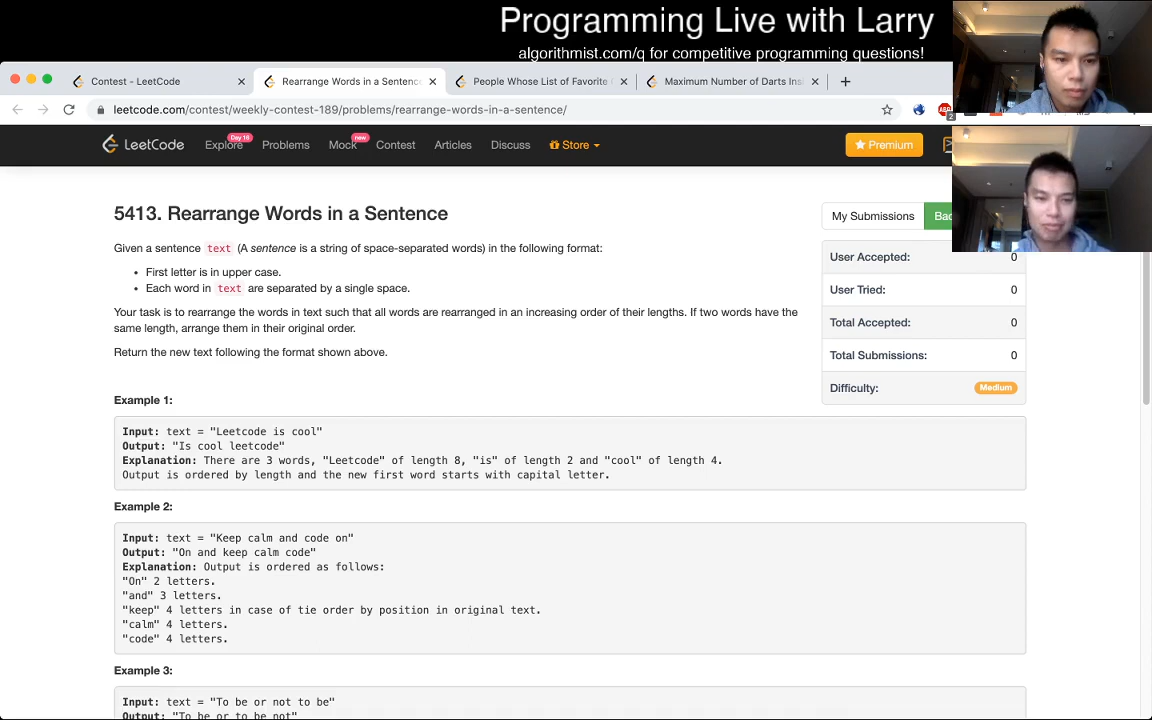 Programming Live with Larry
algorithmist.com/q for competitive programming questions!
Contest - LeetCode
Rearrange Words in a Sentence
People Whose List of Favorite
Maximum Number of Darts Ins
leetcode.com/contest/weekly-contest-189/problems/rearrange-words-in-a-sentence/
LeetCode
Explore
Day 16
Problems
Mock
new
Contest
Articles
Discuss
Store
Premium
5413. Rearrange Words in a Sentence
My Submissions
Bac
Given a sentence text (A sentence is a string of space-separated words) in the following format:
• First letter is in upper case.
• Each word in text are separated by a single space.
Your task is to rearrange the words in text such that all words are rearranged in an increasing order of their lengths. If two words have the
same length, arrange them in their original order.
Return the new text following the format shown above.
User Accepted: 0
User Tried: 0
Total Accepted: 0
Total Submissions: 0
Difficulty: Medium
Example 1:
Input: text = "Leetcode is cool"
Output: "Is cool leetcode"
Explanation: There are 3 words, "Leetcode" of length 8, "is" of length 2 and "cool" of length 4.
Output is ordered by length and the new first word starts with capital letter.
Example 2:
Input: text = "Keep calm and code on"
Output: "On and keep calm code"
Explanation: Output is ordered as follows:
"On" 2 letters.
"and" 3 letters.
"keep" 4 letters in case of tie order by position in original text.
"calm" 4 letters.
"code" 4 letters.
Example 3:
Input: text = "To be or not to be"
Output: "To be or to be not"